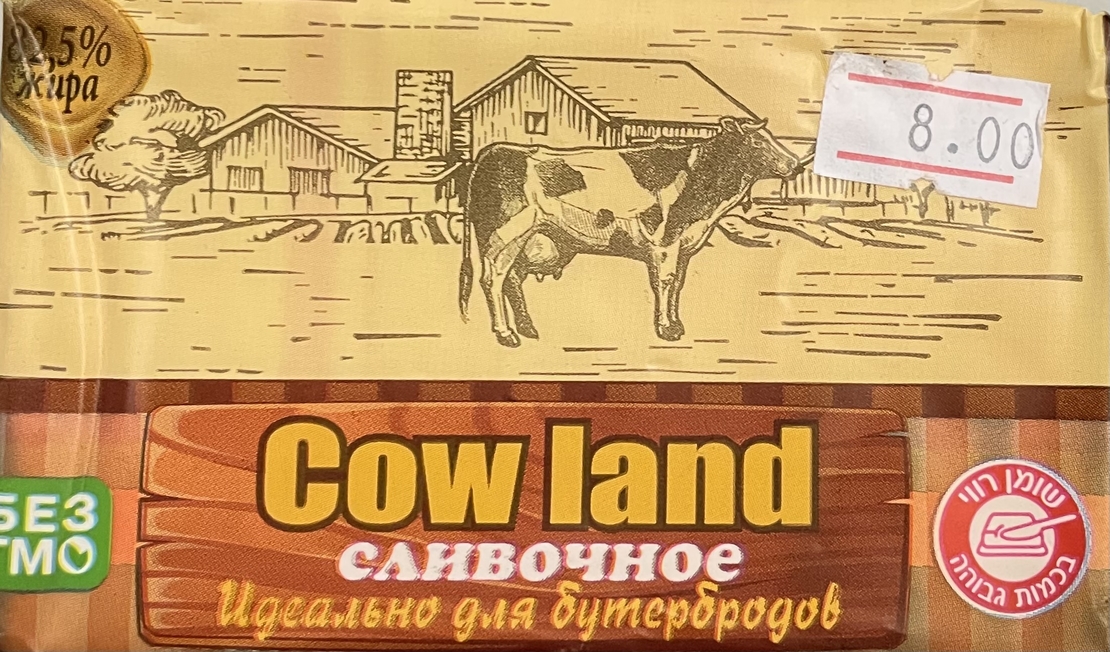 82,5%
жира
8.00
Cow land
сливочное
Идеально для бутербродов
БЕЗ
ГМО
שומן רווי
בכמות גבוהה